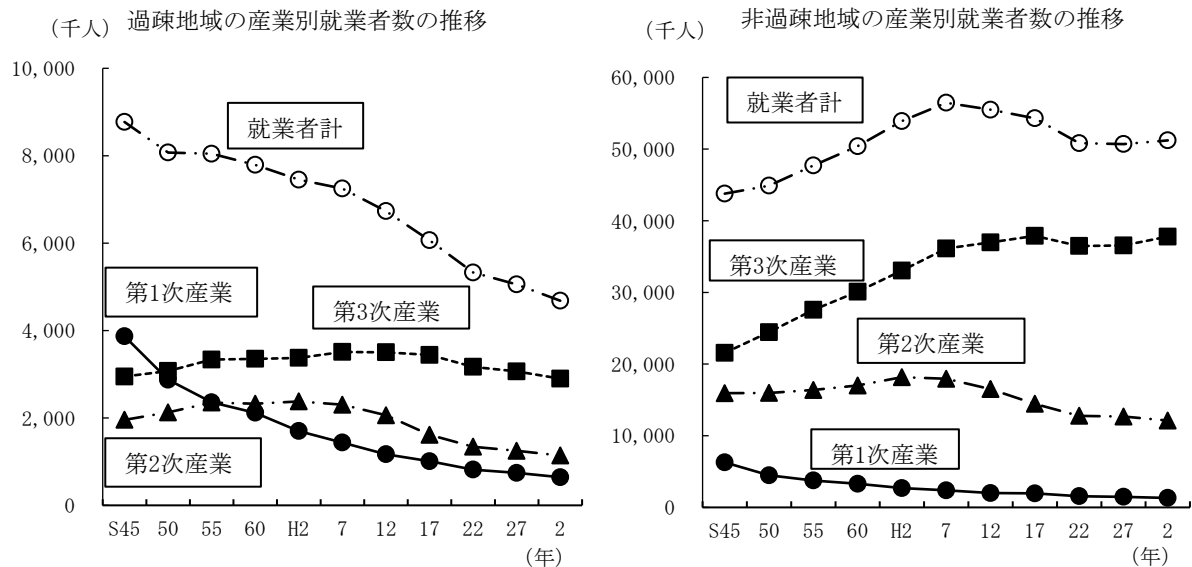 過疎地域の産業別就業者数の推移
(千人)
10,000
8,000
6,000
4,000
2,000
0
就業者計
第1次産業
第3次産業
第2次産業
S45 50 55 60 H2 7 12 17 22 27 2
(年)
非過疎地域の産業別就業者数の推移
(千人)
60,000
50,000
40,000
30,000
20,000
10,000
0
就業者計
第3次産業
第2次産業
第1次産業
S45 50 55 60 H2 7 12 17 22 27 2
(年)